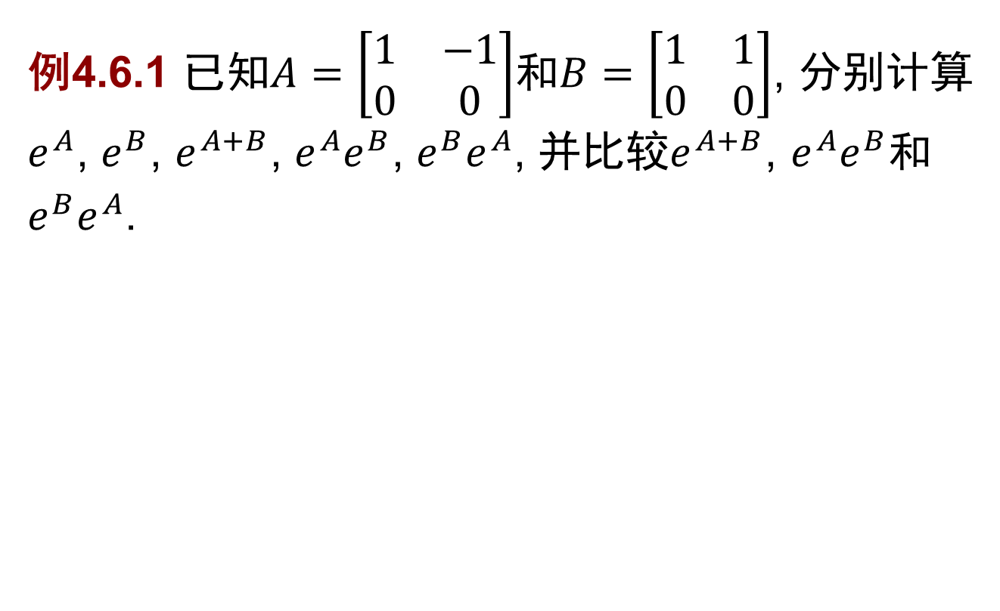 例4.6.1 已知$A = \begin{bmatrix} 1 & -1 \\ 0 & 0 \end{bmatrix}$和$B = \begin{bmatrix} 1 & 1 \\ 0 & 0 \end{bmatrix}$, 分别计算
$e^{A}$, $e^{B}$, $e^{A+B}$, $e^{A}e^{B}$, $e^{B}e^{A}$, 并比较$e^{A+B}$, $e^{A}e^{B}$和
$e^{B}e^{A}$.